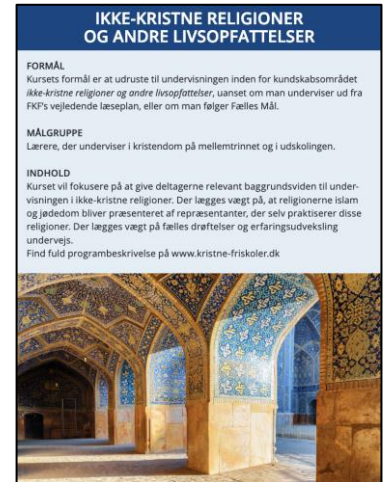 IKKE-KRISTNE RELIGIONER
OG ANDRE LIVSOPFATTELSER
FORMÅL
Kursets formål er at udruste til undervisningen inden for kundskabsområdet
ikke-kristne religioner og andre livsopfattelser, uanset om man underviser ud fra
FKF's vejledende læseplan, eller om man følger Fælles Mål.
MÅLGRUPPE
Lærere, der underviser i kristendom på mellemtrinnet og i udskolingen.
INDHOLD
Kurset vil fokusere på at give deltagerne relevant baggrundsviden til under-
visningen i ikke-kristne religioner. Der lægges vægt på, at religionerne islam
og jødedom bliver præsenteret af repræsentanter, der selv praktiserer disse
religioner. Der lægges vægt på fælles drøftelser og erfaringsudveksling
undervejs.
Find fuld programbeskrivelse på www.kristne-friskoler.dk